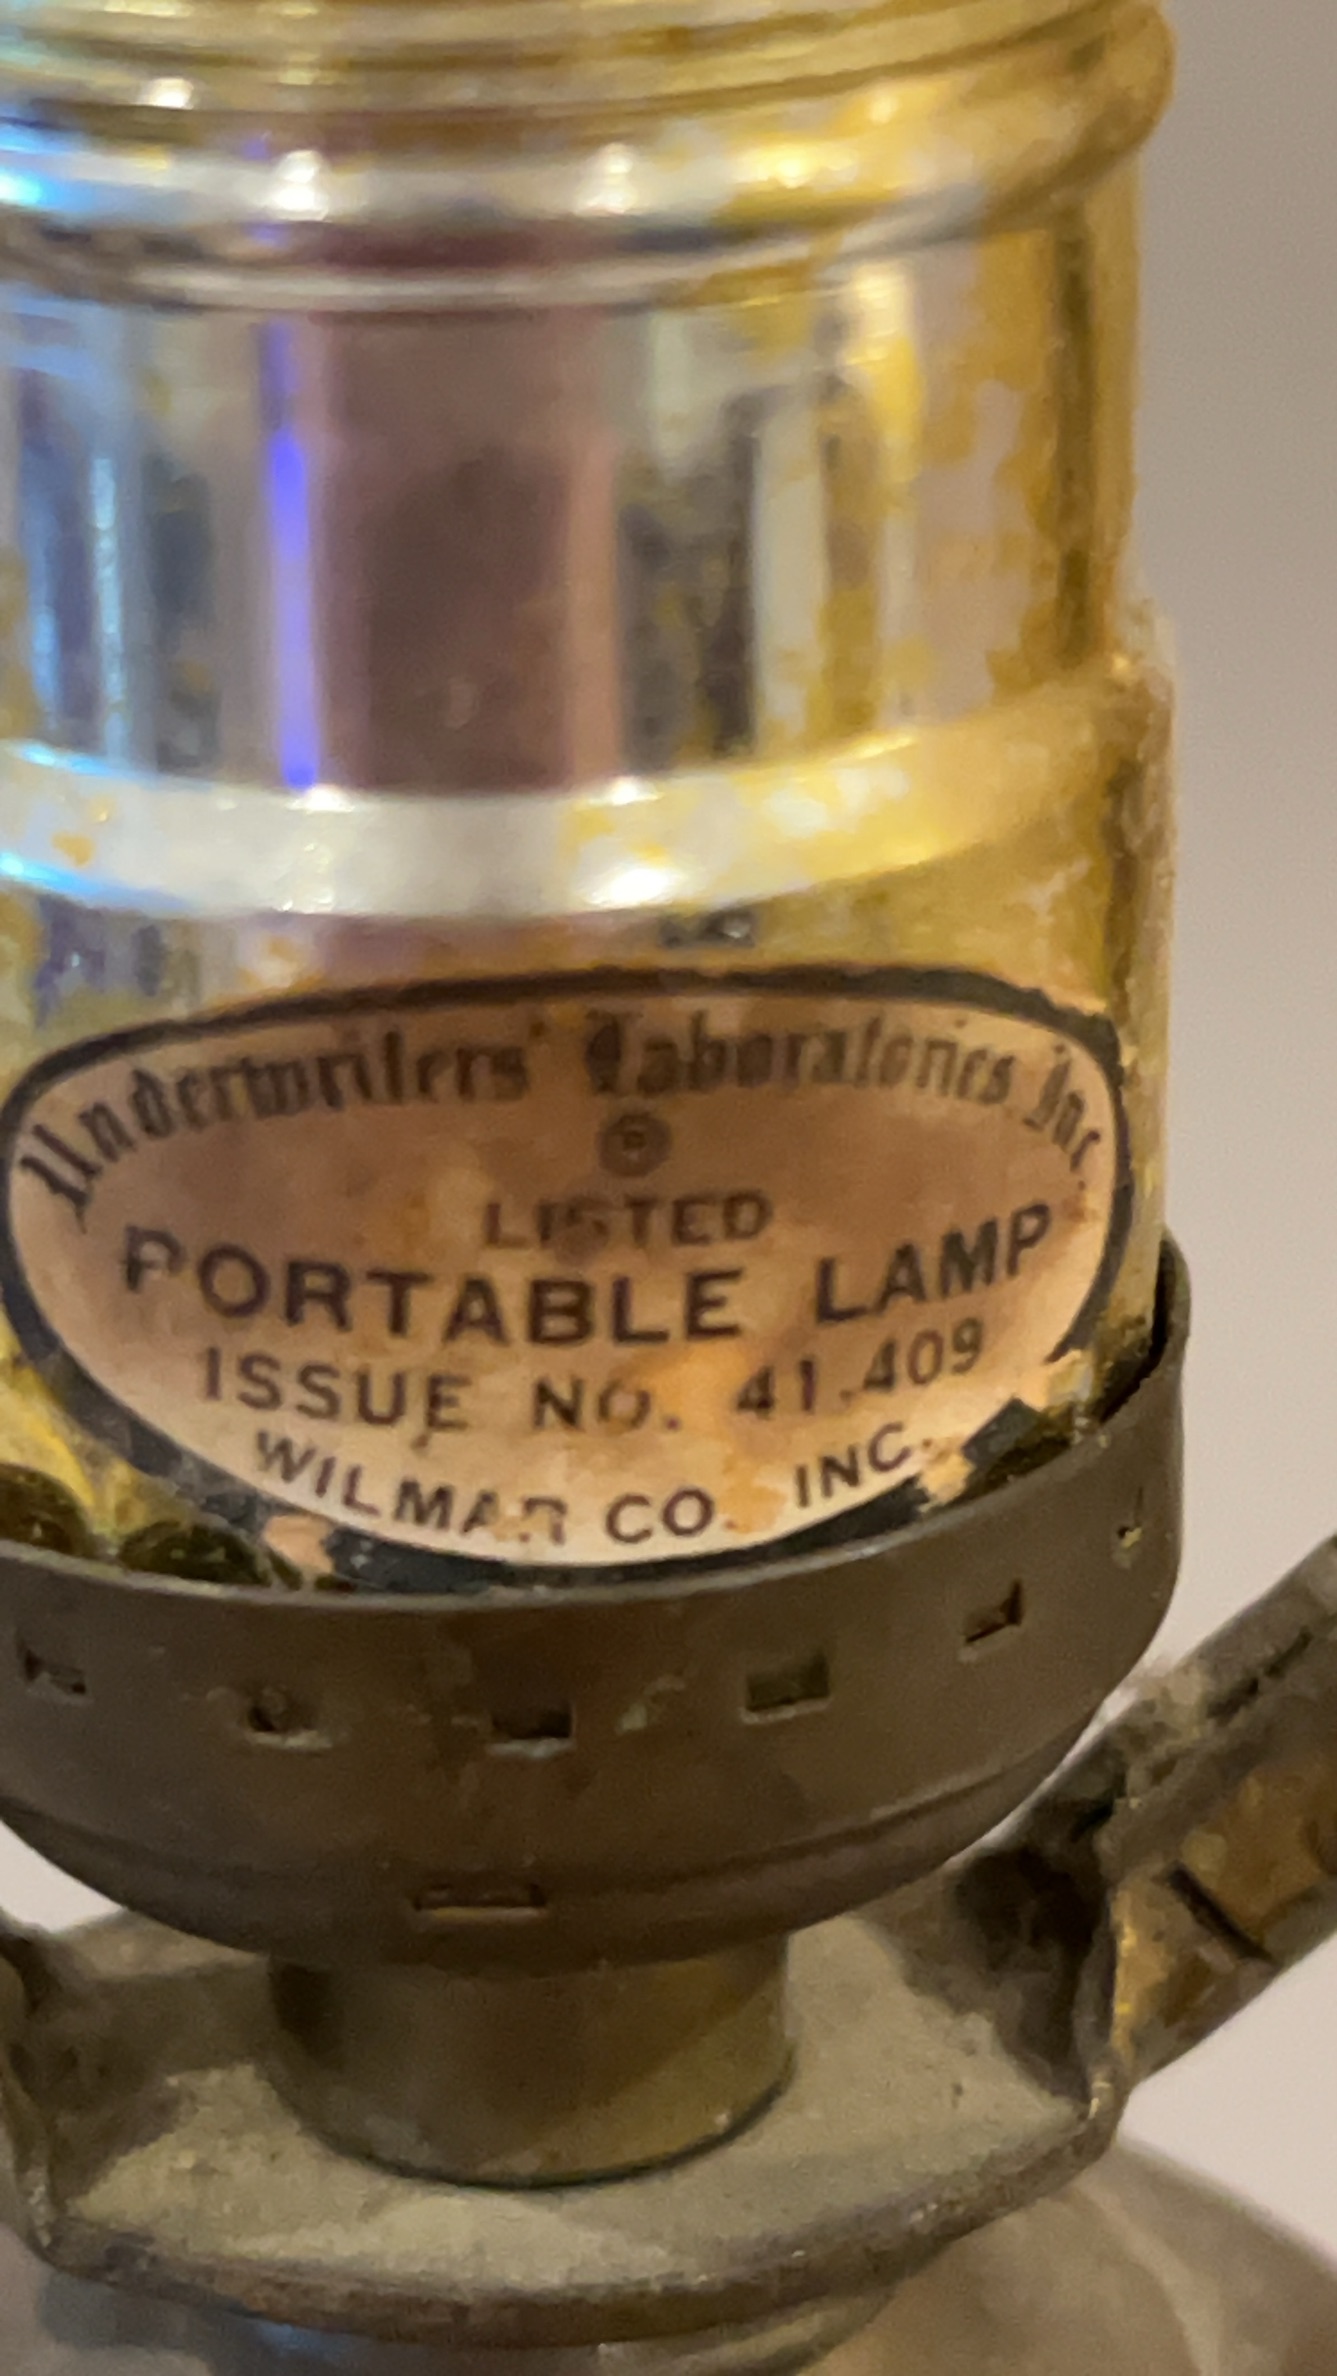 Underwriters' Laboratories, Inc.
LISTED
PORTABLE LAMP
ISSUE NO. 41,409
WILMAR CO. INC.